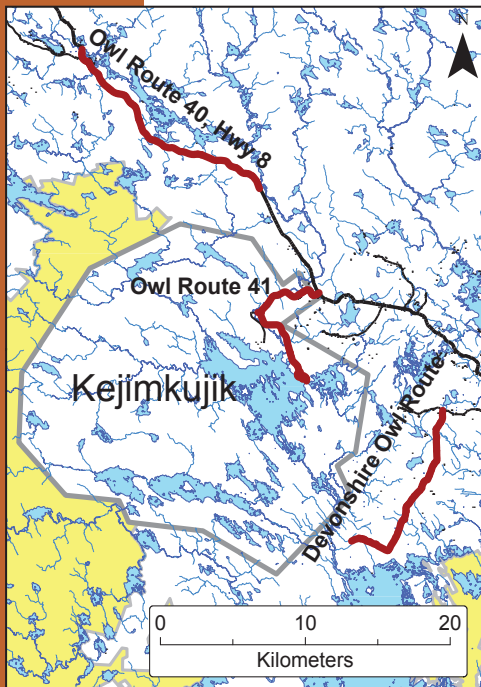 N
Owl Route 40, Hwy 8
Owl Route 41
Kejimkujik
Devonshire Owl Route
0 10 20
Kilometers